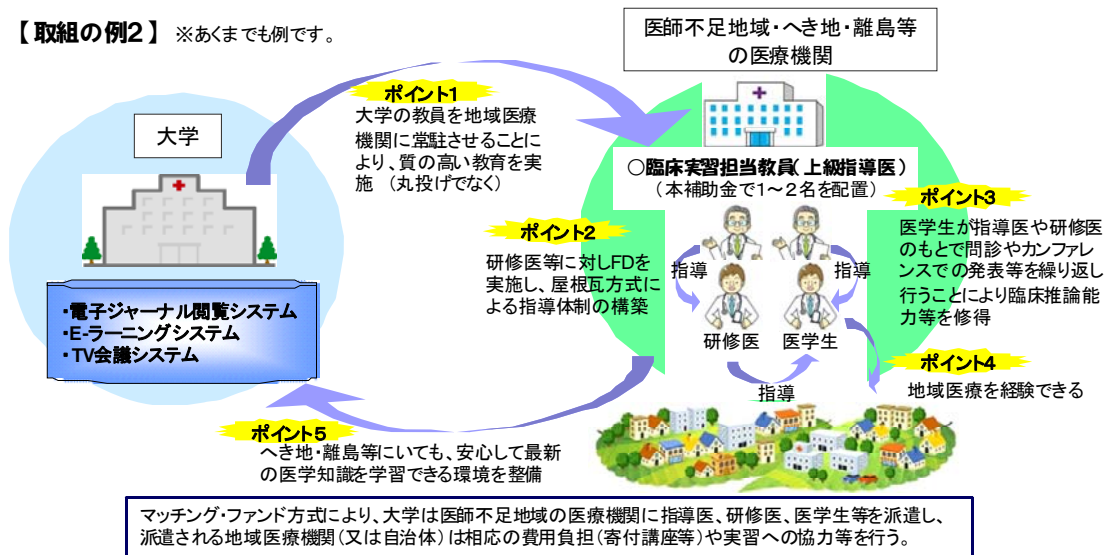 【取組の例2】 ※あくまでも例です。
医師不足地域・へき地・離島等
の医療機関
大学
ポイント1
大学の教員を地域医療
機関に常駐させることに
より、質の高い教育を実
施 （丸投げでなく）
○臨床実習担当教員（上級指導医）
（本補助金で1～2名を配置）
ポイント2
研修医等に対しFDを
実施し、屋根瓦方式に
よる指導体制の構築
指導
指導
研修医
医学生
指導
ポイント3
医学生が指導医や研修医
のもとで問診やカンファレ
ンスでの発表等を繰り返し
行うことにより臨床推論能
力等を修得
ポイント4
地域医療を経験できる
・電子ジャーナル閲覧システム
・E-ラーニングシステム
・TV会議システム
ポイント5
へき地・離島等にいても、安心して最新
の医学知識を学習できる環境を整備
マッチング・ファンド方式により、大学は医師不足地域の医療機関に指導医、研修医、医学生等を派遣し、
派遣される地域医療機関（又は自治体）は相応の費用負担（寄付講座等）や実習への協力等を行う。